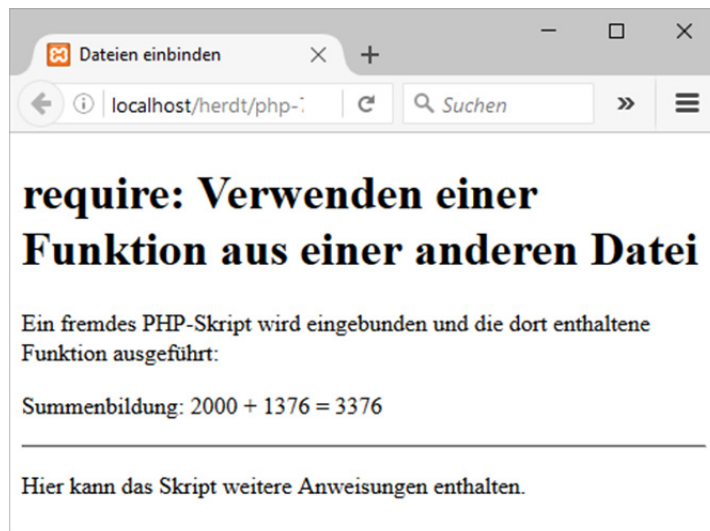 Dateien einbinden
localhost/herdt/php-7
Suchen
require: Verwenden einer
Funktion aus einer anderen Datei
Ein fremdes PHP-Skript wird eingebunden und die dort enthaltene
Funktion ausgeführt:
Summenbildung: 2000 + 1376 = 3376
Hier kann das Skript weitere Anweisungen enthalten.